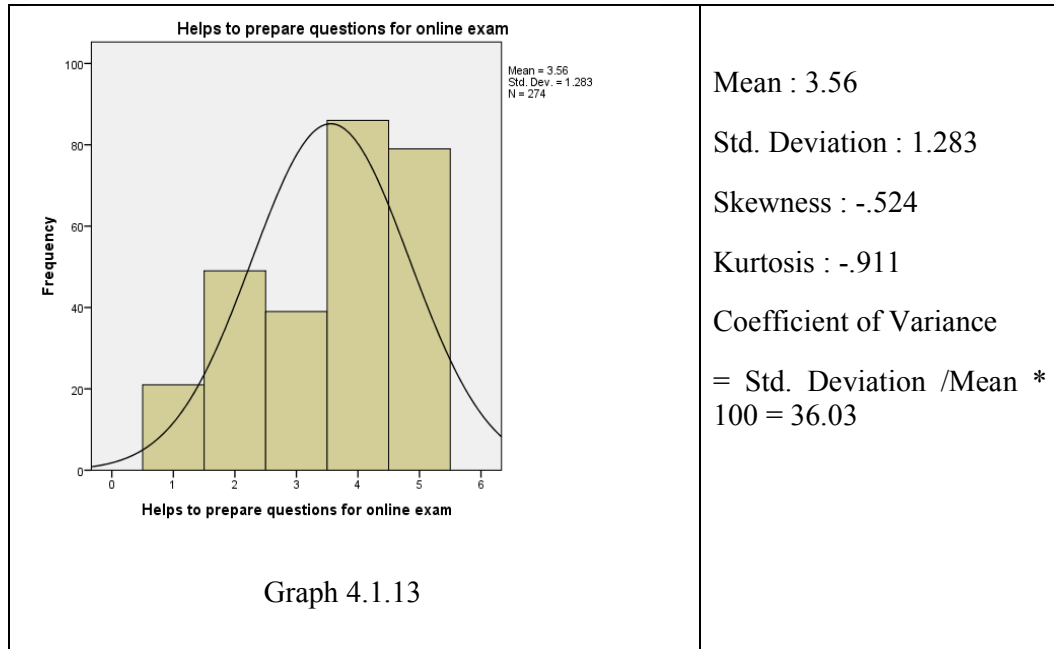 Helps to prepare questions for online exam
Mean = 3.56
Std. Dev. = 1.283
N = 274
100
80
60
40
20
0
Frequency
0 1 2 3 4 5 6
Helps to prepare questions for online exam
Graph 4.1.13
Mean : 3.56
Std. Deviation : 1.283
Skewness : -.524
Kurtosis : -.911
Coefficient of Variance
= Std. Deviation /Mean *
100 = 36.03